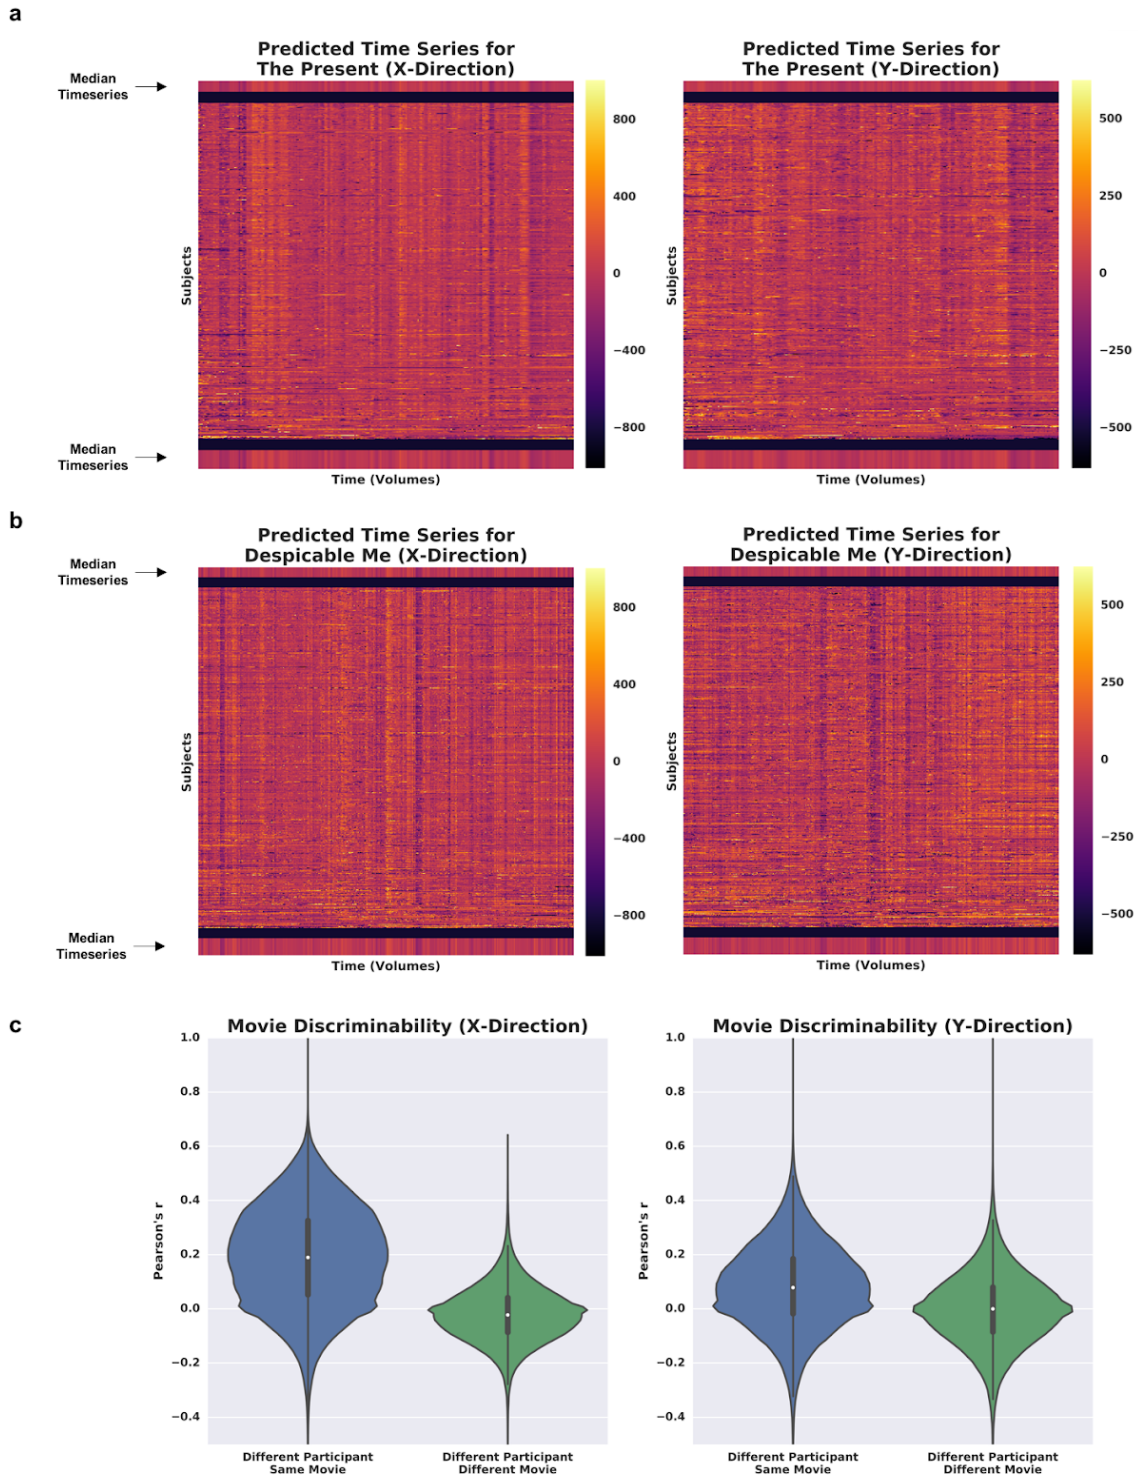 a
Predicted Time Series for
The Present (X-Direction)
Predicted Time Series for
The Present (Y-Direction)
Median
Timeseries
800
400
0
−400
−800
500
250
0
−250
−500
Subjects
Subjects
Median
Timeseries
Time (Volumes)
Time (Volumes)
b
Predicted Time Series for
Despicable Me (X-Direction)
Predicted Time Series for
Despicable Me (Y-Direction)
Median
Timeseries
800
400
0
−400
−800
500
250
0
−250
−500
Subjects
Subjects
Median
Timeseries
Time (Volumes)
Time (Volumes)
c
Movie Discriminability (X-Direction)
Movie Discriminability (Y-Direction)
1.0
0.8
0.6
0.4
0.2
0.0
−0.2
−0.4
Pearson's r
Different Participant
Same Movie
Different Participant
Different Movie
1.0
0.8
0.6
0.4
0.2
0.0
−0.2
−0.4
Pearson's r
Different Participant
Same Movie
Different Participant
Different Movie